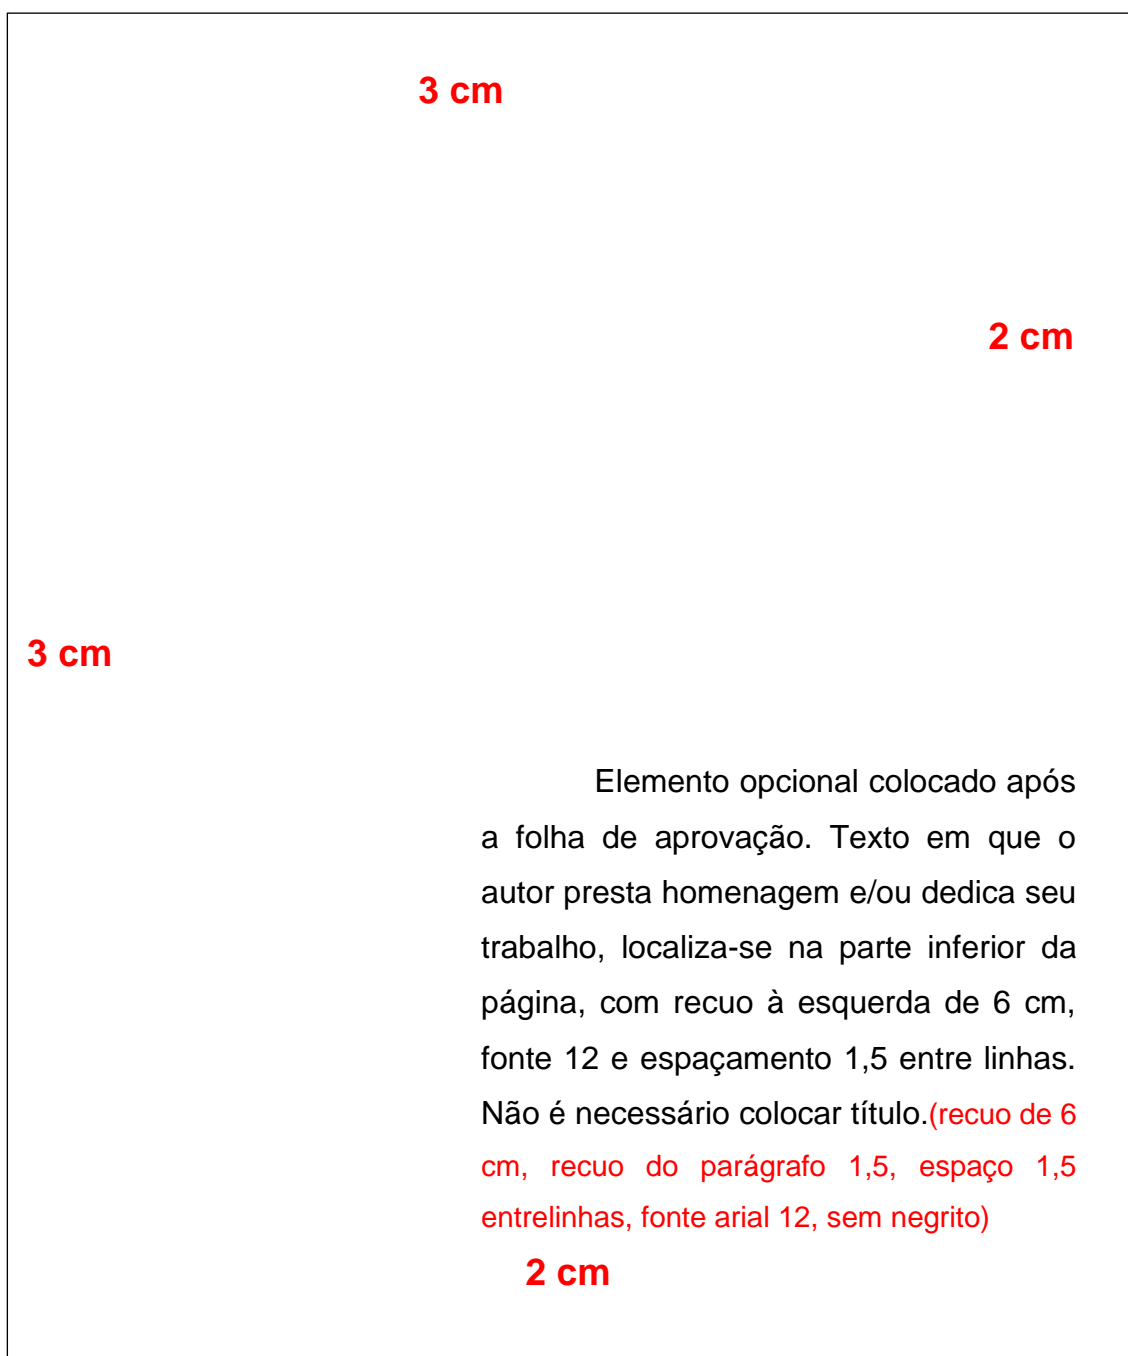 3 cm
2 cm
3 cm
Elemento opcional colocado após
a folha de aprovação. Texto em que o
autor presta homenagem e/ou dedica seu
trabalho, localiza-se na parte inferior da
página, com recuo à esquerda de 6 cm,
fonte 12 e espaçamento 1,5 entre linhas.
Não é necessário colocar título.(recuo de 6
cm, recuo do parágrafo 1,5, espaço 1,5
entrelinhas, fonte arial 12, sem negrito)
2 cm